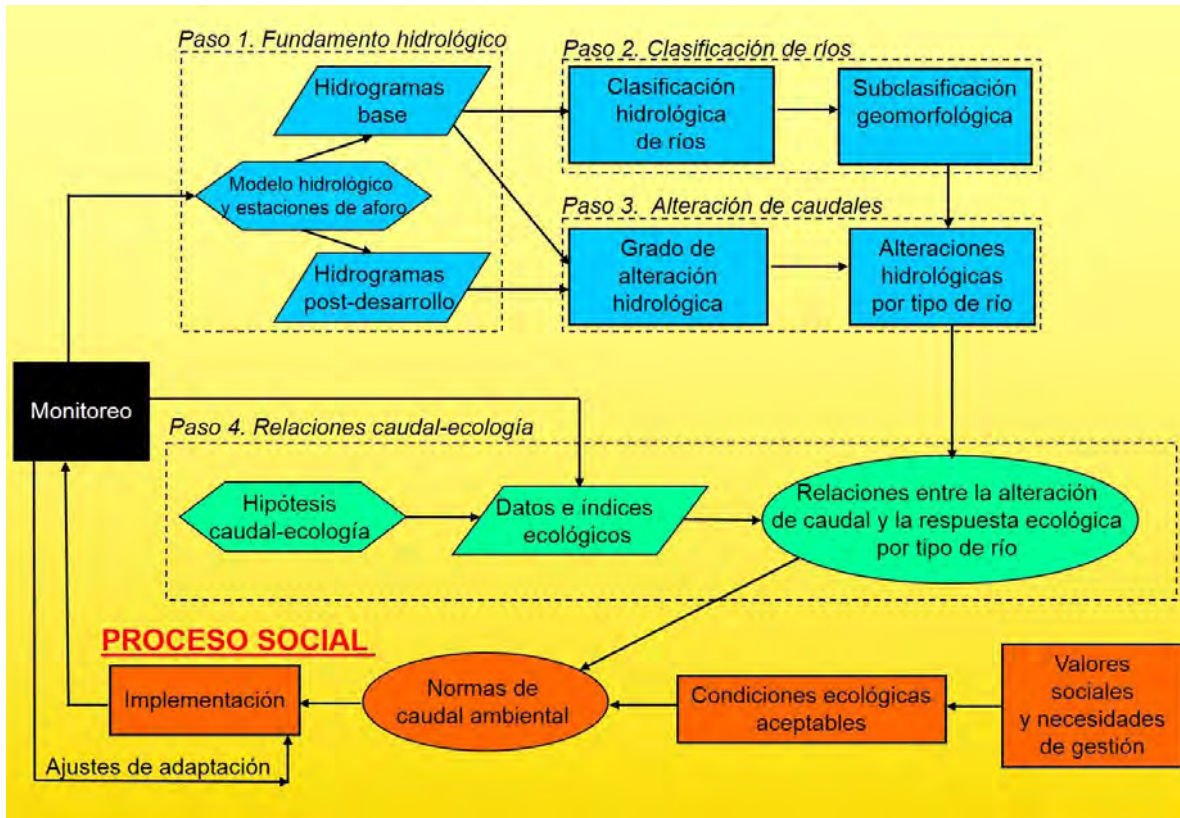 Paso 1. Fundamento hidrológico
Hidrogramas
base
Modelo hidrológico
y estaciones de aforo
Hidrogramas
post-desarrollo
Paso 2. Clasificación de ríos
Clasificación
hidrológica
de ríos
Subclasificación
geomorfológica
Paso 3. Alteración de caudales
Grado de
alteración
hidrológica
Alteraciones
hidrológicas
por tipo de río
Monitoreo
Paso 4. Relaciones caudal-ecología
Hipótesis
caudal-ecología
Datos e índices
ecológicos
Relaciones entre la alteración
de caudal y la respuesta ecológica
por tipo de río
PROCESO SOCIAL
Implementación
Normas de
caudal ambiental
Condiciones ecológicas
aceptables
Valores
sociales
y necesidades
de gestión
Ajustes de adaptación